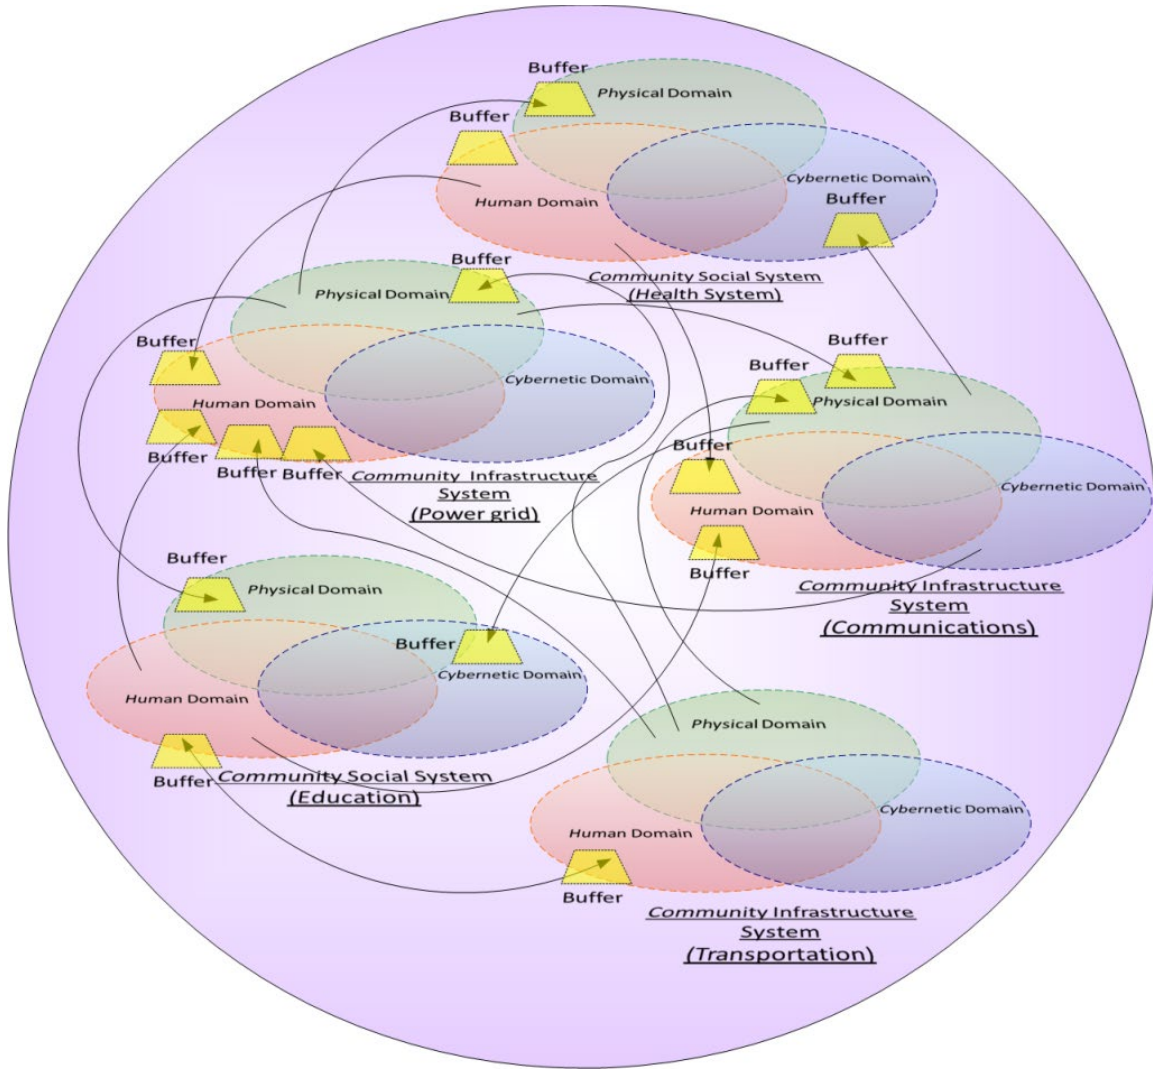 Buffer
Physical Domain
Buffer
Cybernetic Domain
Human Domain
Buffer
Community Social System
(Health System)
Buffer
Physical Domain
Buffer
Cybernetic Domain
Human Domain
Buffer
Buffer
Buffer
Community Infrastructure
System
(Power grid)
Buffer
Buffer
Physical Domain
Buffer
Cybernetic Domain
Human Domain
Buffer
Community Infrastructure
System
(Communications)
Buffer
Physical Domain
Buffer
Cybernetic Domain
Human Domain
Buffer
Community Social System
(Education)
Physical Domain
Cybernetic Domain
Human Domain
Buffer
Community Infrastructure
System
(Transportation)